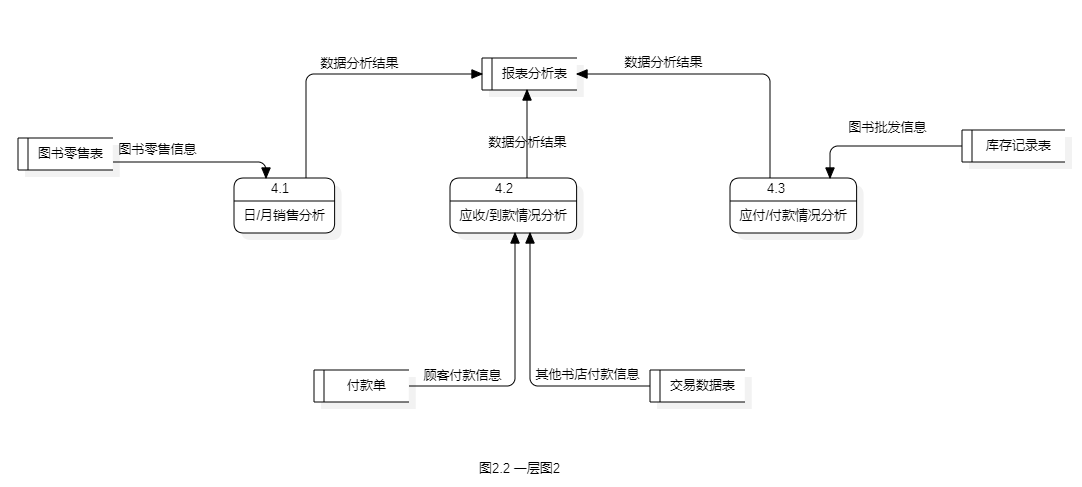 数据分析结果
报表分析表
数据分析结果
图书零售表
图书零售信息
数据分析结果
图书批发信息
库存记录表
4.1
日/月销售分析
4.2
应收/到款情况分析
4.3
应付/付款情况分析
付款单
顾客付款信息
其他书店付款信息
交易数据表
图2.2 一层图2